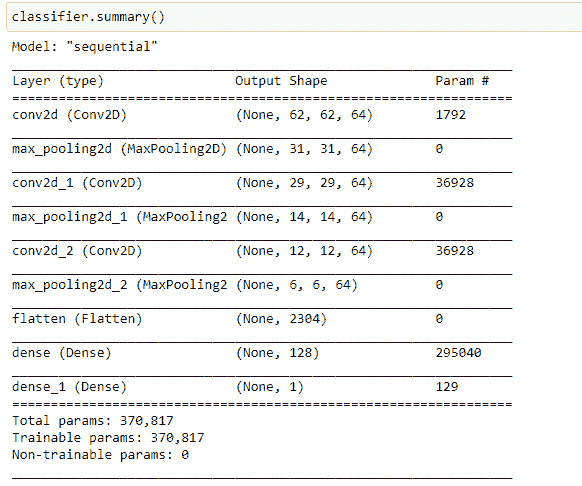 classifier.summary()
Model: "sequential"
Layer (type) Output Shape Param #
conv2d (Conv2D) (None, 62, 62, 64) 1792
max_pooling2d (MaxPooling2D) (None, 31, 31, 64) 0
conv2d_1 (Conv2D) (None, 29, 29, 64) 36928
max_pooling2d_1 (MaxPooling2 (None, 14, 14, 64) 0
conv2d_2 (Conv2D) (None, 12, 12, 64) 36928
max_pooling2d_2 (MaxPooling2 (None, 6, 6, 64) 0
flatten (Flatten) (None, 2304) 0
dense (Dense) (None, 128) 295040
dense_1 (Dense) (None, 1) 129
Total params: 370,817
Trainable params: 370,817
Non-trainable params: 0